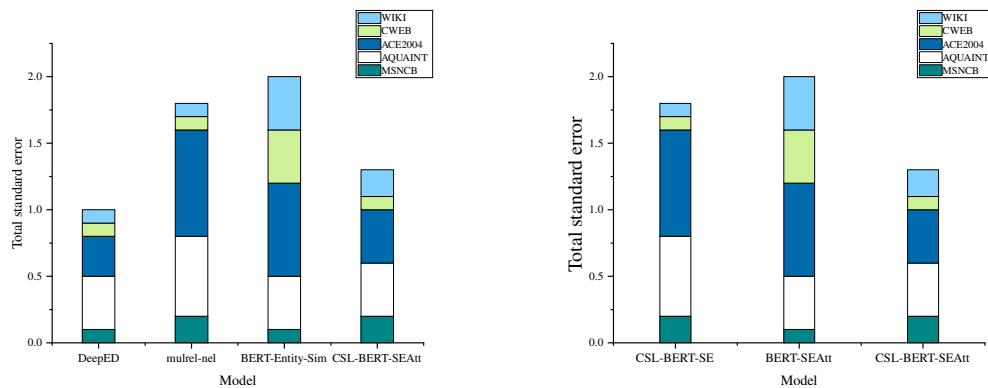 WIKI
CWEB
ACE2004
AQUAINT
MSNCB
Total standard error
2.0
1.5
1.0
0.5
0.0
DeepED mulrel-nel BERT-Entity-Sim CSL-BERT-SEAtt
Model
WIKI
CWEB
ACE2004
AQUAINT
MSNCB
Total standard error
2.0
1.5
1.0
0.5
0.0
CSL-BERT-SE BERT-SEAtt CSL-BERT-SEAtt
Model